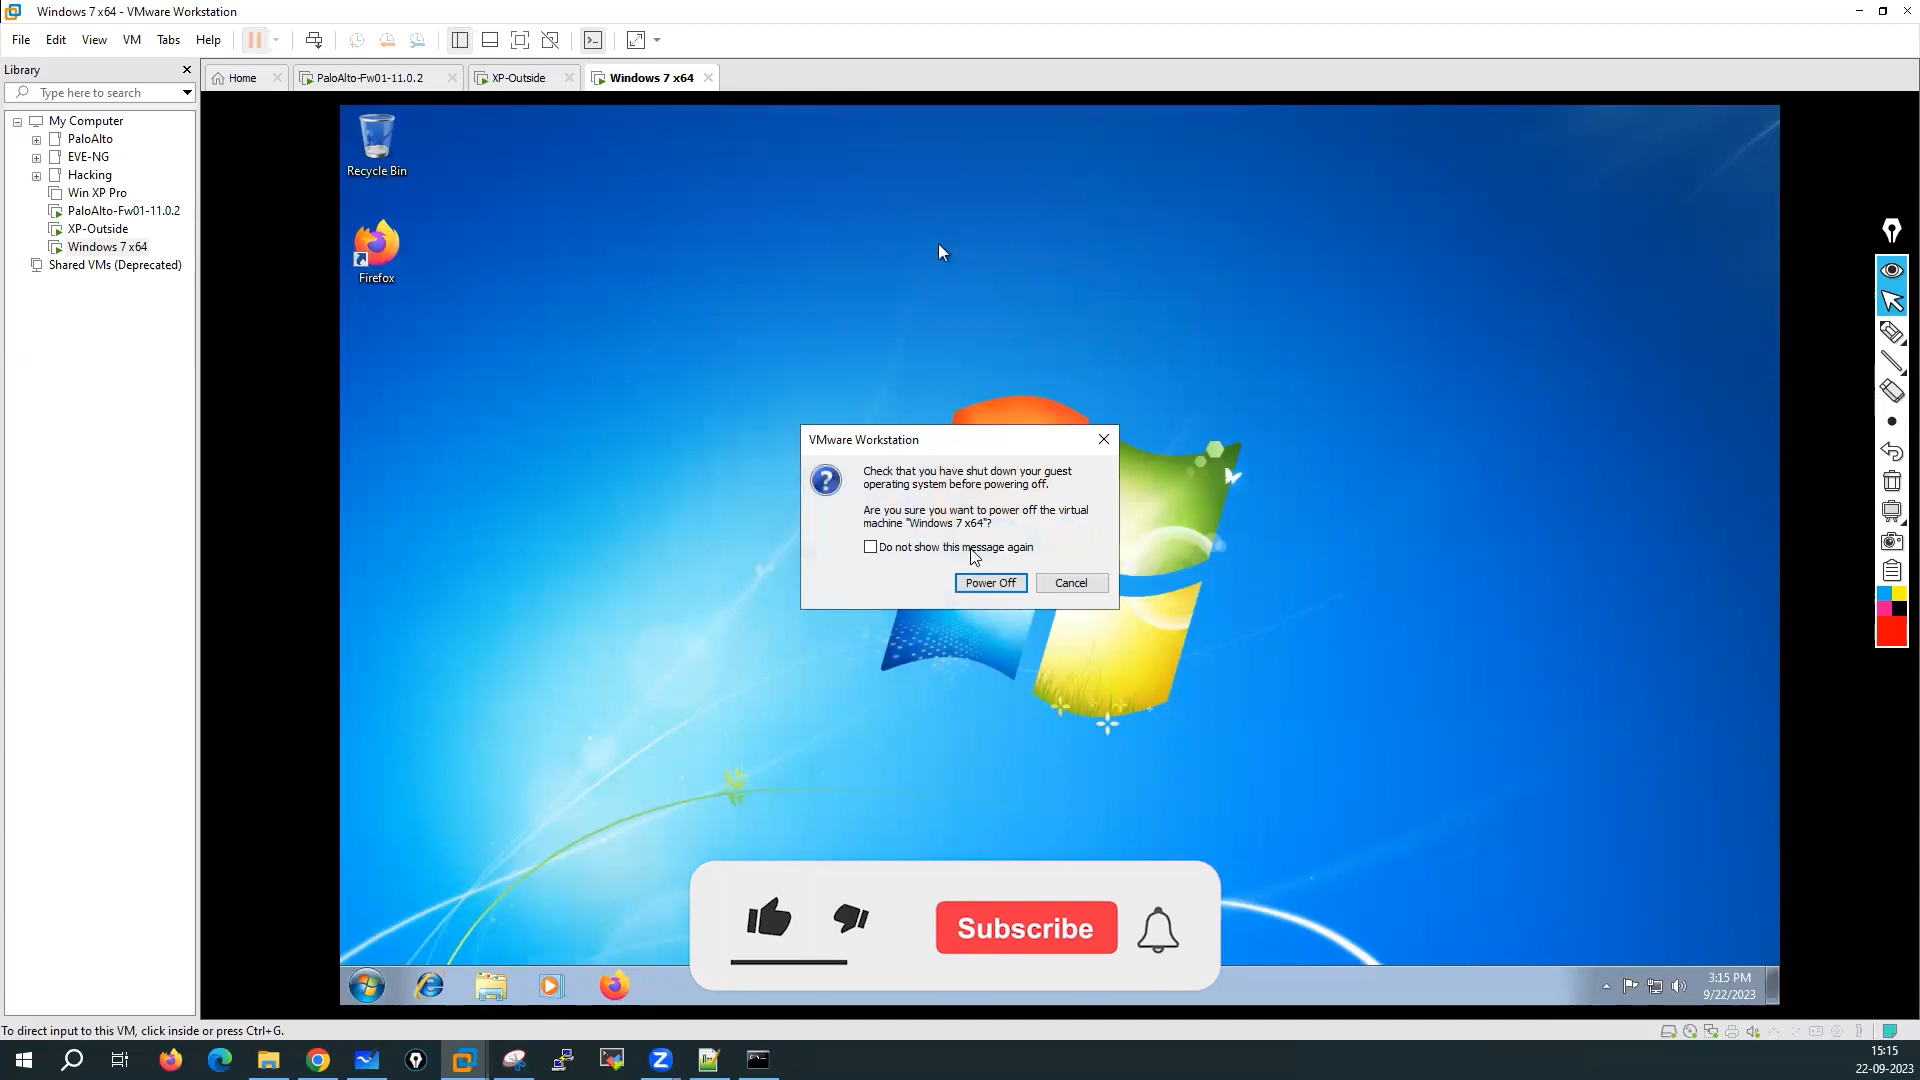 Windows 7 x64 - VMware Workstation
File Edit View VM Tabs Help
Library
Type here to search
Home
PaloAlto-Fw01-11.0.2
XP-Outside
Windows 7 x64
My Computer
PaloAlto
EVE-NG
Hacking
Win XP Pro
PaloAlto-Fw01-11.0.2
XP-Outside
Windows 7 x64
Shared VMs (Deprecated)
Recycle Bin
Firefox
VMware Workstation
Check that you have shut down your guest
operating system before powering off.
Are you sure you want to power off the virtual
machine "Windows 7 x64"?
Do not show this message again
Power Off Cancel
Subscribe
3:15 PM
9/22/2023
To direct input to this VM, click inside or press Ctrl+G.
15:15
22-09-2023